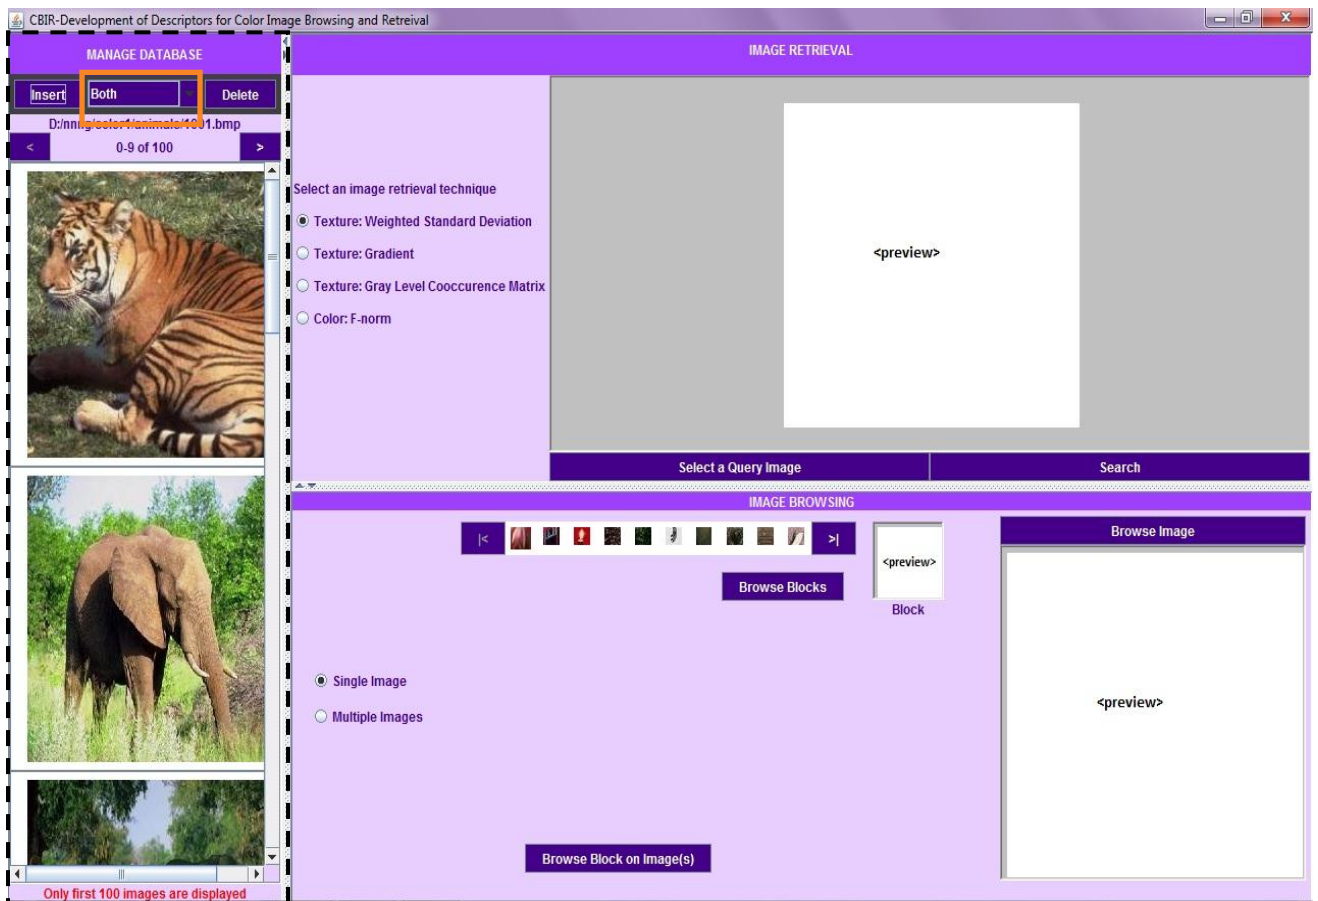 CBIR-Development of Descriptors for Color Image Browsing and Retreival
MANAGE DATABASE
Insert
Both
Delete
0-9 of 100
< >
Only first 100 images are displayed
IMAGE RETRIEVAL
Select an image retrieval technique
Texture: Weighted Standard Deviation
Texture: Gradient
Texture: Gray Level Cooccurence Matrix
Color: F-norm
<preview>
Select a Query Image
Search
IMAGE BROWSING
|< >|
Browse Blocks
<preview>
Block
Single Image
Multiple Images
Browse Block on Image(s)
Browse Image
<preview>